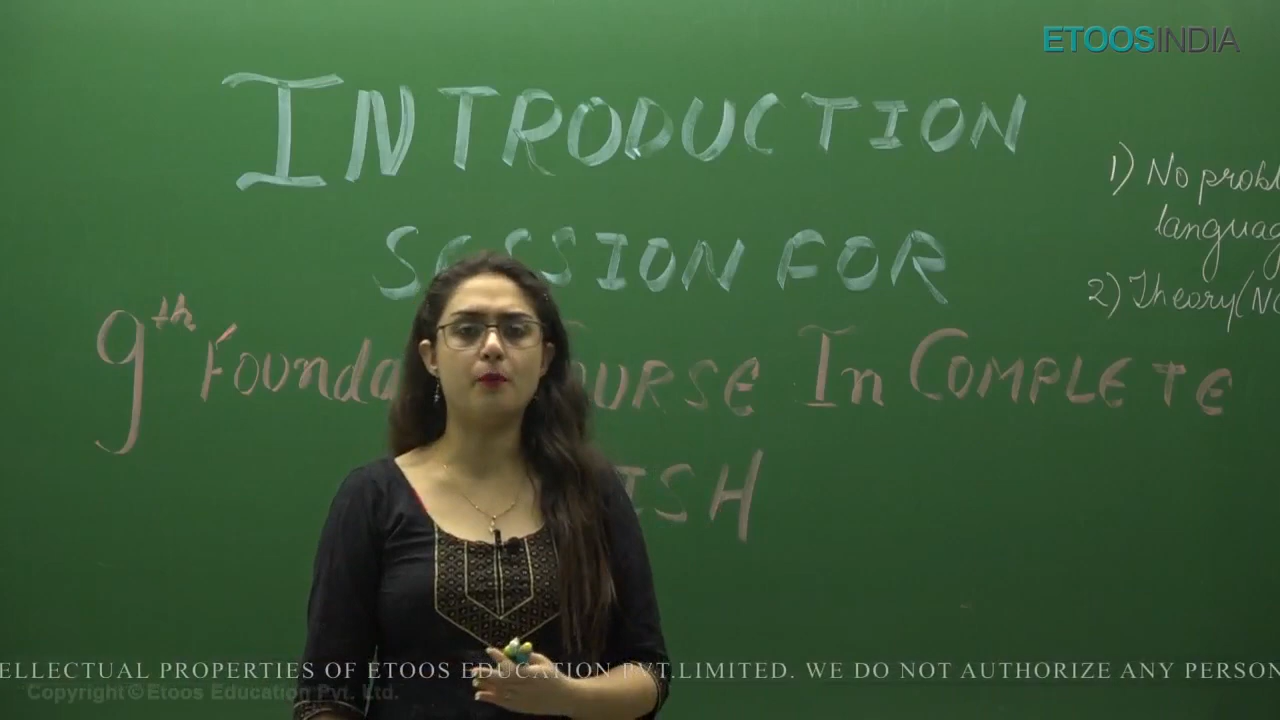 ETOOSINDIA
INTRODUCTION
SESSION FOR
9th FOUNDA OURSE IN COMPLETE
ISH
1) No probl
languag
2) Theory (No
ELLECTUAL PROPERTIES OF ETOOS EDUCATION PVT.LIMITED. WE DO NOT AUTHORIZE ANY PERSON
Copyright © Etoos Education Pvt. Ltd.